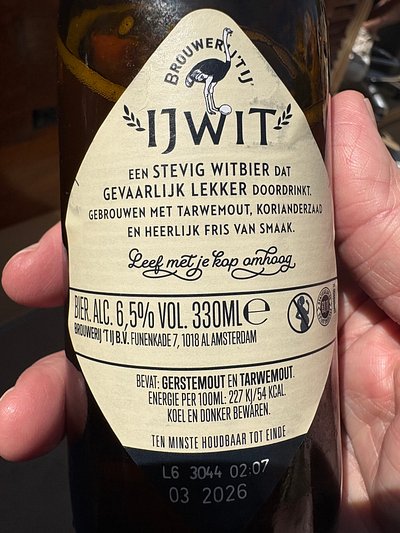 BROUWERIJ 'T IJ
IJWIT
EEN STEVIG WITBIER DAT
GEVAARLIJK LEKKER DOORDRINKT.
GEBROUWEN MET TARWEMOUT, KORIANDERZAAD
EN HEERLIJK FRIS VAN SMAAK.
Leef met je kop omhoog
BIER. ALC. 6,5% VOL. 330ML e
BROUWERIJ 'T IJ B.V. FUNENKADE 7, 1018 AL AMSTERDAM
BEVAT: GERSTEMOUT EN TARWEMOUT.
ENERGIE PER 100ML: 227 KJ/54 KCAL.
KOEL EN DONKER BEWAREN.
TEN MINSTE HOUDBAAR TOT EINDE
L6 3044 02:07
03 2026